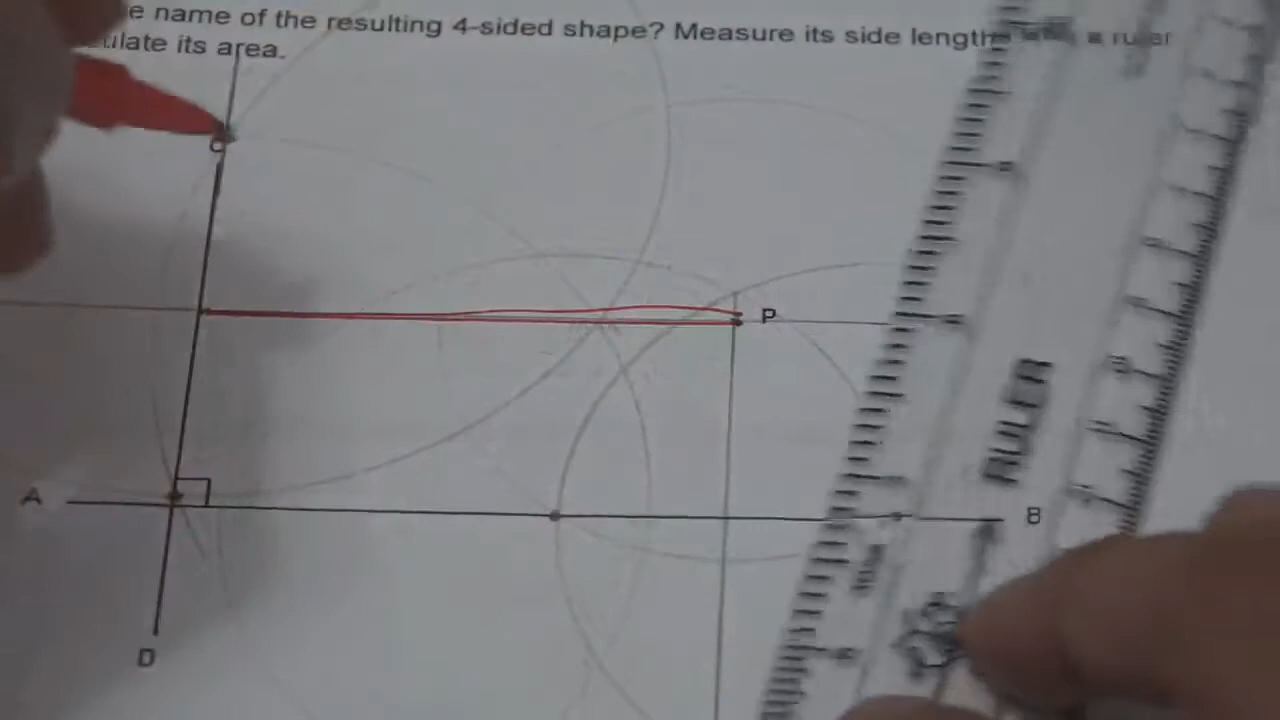 e name of the resulting 4-sided shape? Measure its side length
ulate its area.
C
P
A
B
D
RULER